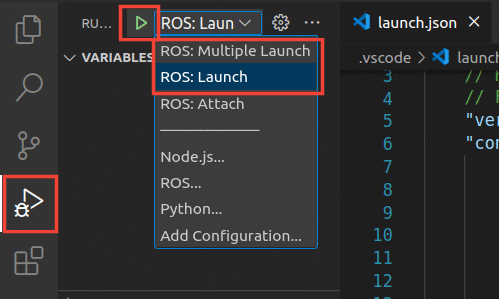 RU...
ROS: Laun
...
launch.json
VARIABLES
ROS: Multiple Launch
ROS: Launch
ROS: Attach
Node.js...
ROS...
Python...
Add Configuration...
.vscode > launch
3 //
4 //
5 "ver
6 "con
7
8
9
10
11
12